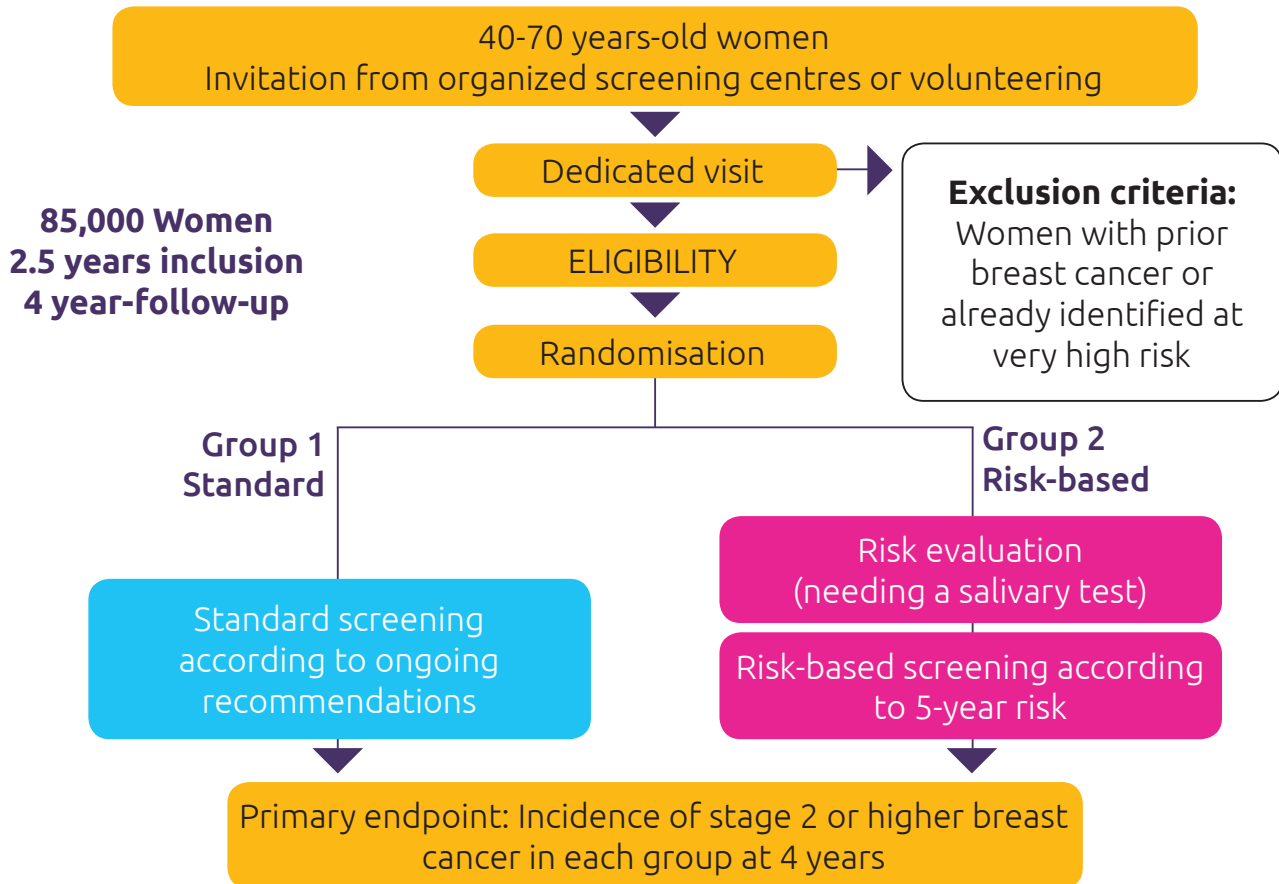 40-70 years-old women
Invitation from organized screening centres or volunteering
Dedicated visit
Exclusion criteria:
Women with prior
breast cancer or
already identified at
very high risk
85,000 Women
2.5 years inclusion
4 year-follow-up
ELIGIBILITY
Randomisation
Group 1
Standard
Group 2
Risk-based
Standard screening
according to ongoing
recommendations
Risk evaluation
(needing a salivary test)
Risk-based screening according
to 5-year risk
Primary endpoint: Incidence of stage 2 or higher breast
cancer in each group at 4 years